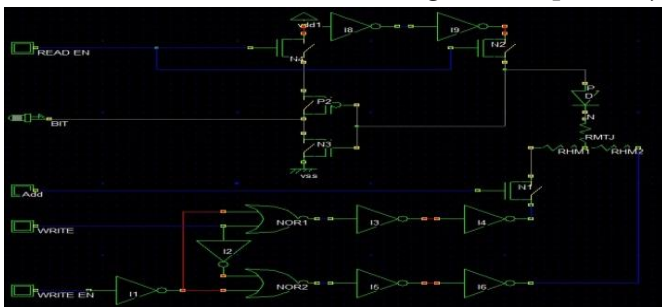 vdd1
I8
I9
READ EN
N4
N2
P2
P
D
N
BIT
RMTJ
N3
RHM1
RHM2
vss
Add
N1
WRITE
NOR1
I3
I4
I2
WRITE EN
I1
NOR2
I5
I6